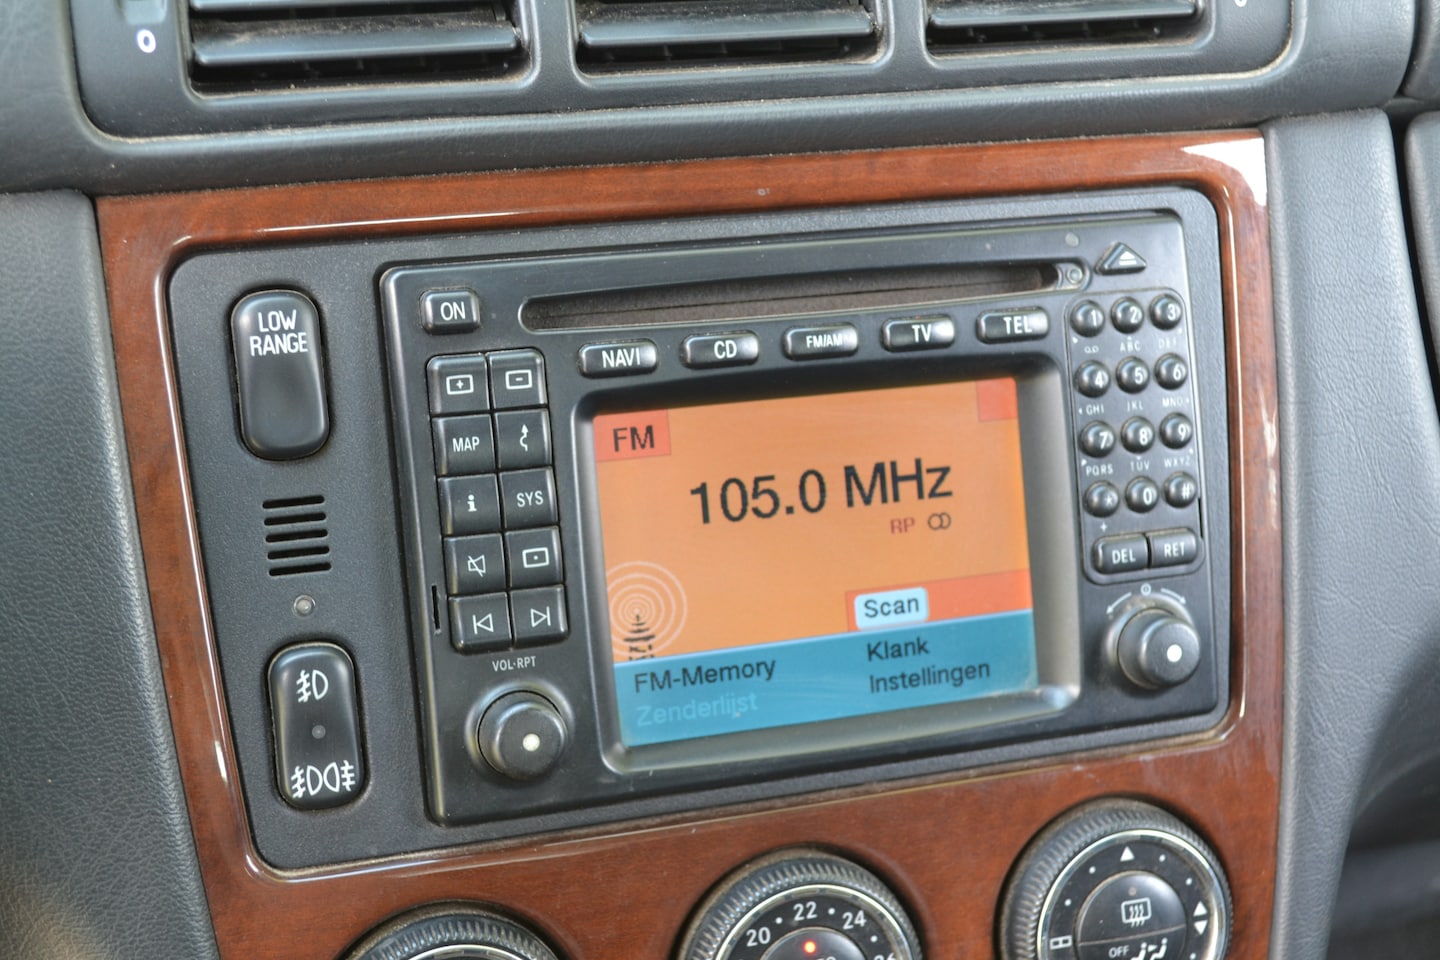 0
LOW
RANGE
ON
NAVI
CD
FM/AM
TV
TEL
MAP
i
SYS
VOL·RPT
FM
105.0 MHz
RP
Scan
FM-Memory
Klank
Zenderlijst
Instellingen
1 2 3
ABC DEF
4 5 6
GHI JKL MNO
7 8 9
PQRS TUV WXYZ
* 0 #
+
DEL RET
20 22 24 26
OFF